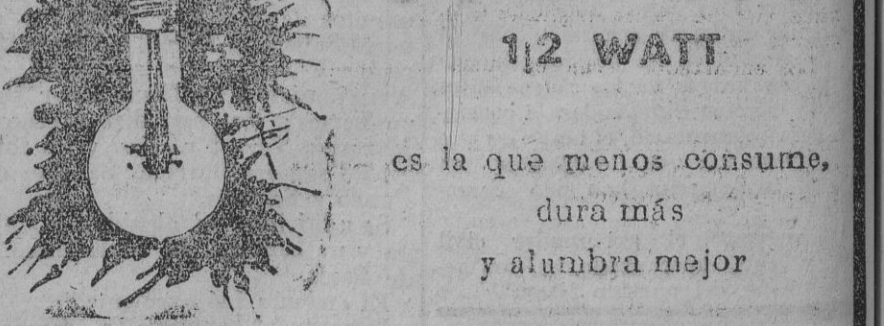 1|2 WATT
es la que menos consume,
dura más
y alumbra mejor